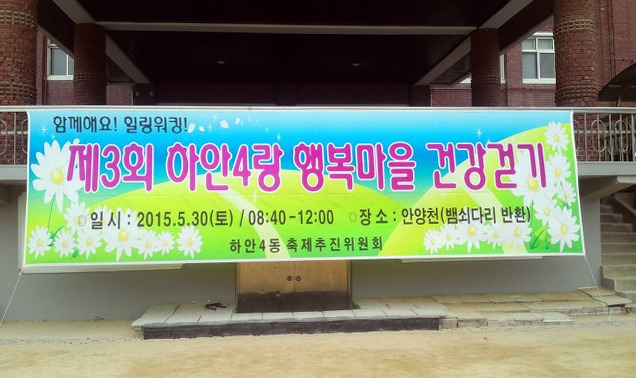 함께해요! 힐링워킹!
제3회 하안4랑 행복마을 건강걷기
일시 : 2015.5.30(토) / 08:40-12:00 장소 : 안양천(뱀쇠다리 반환)
하안4동 축제추진위원회